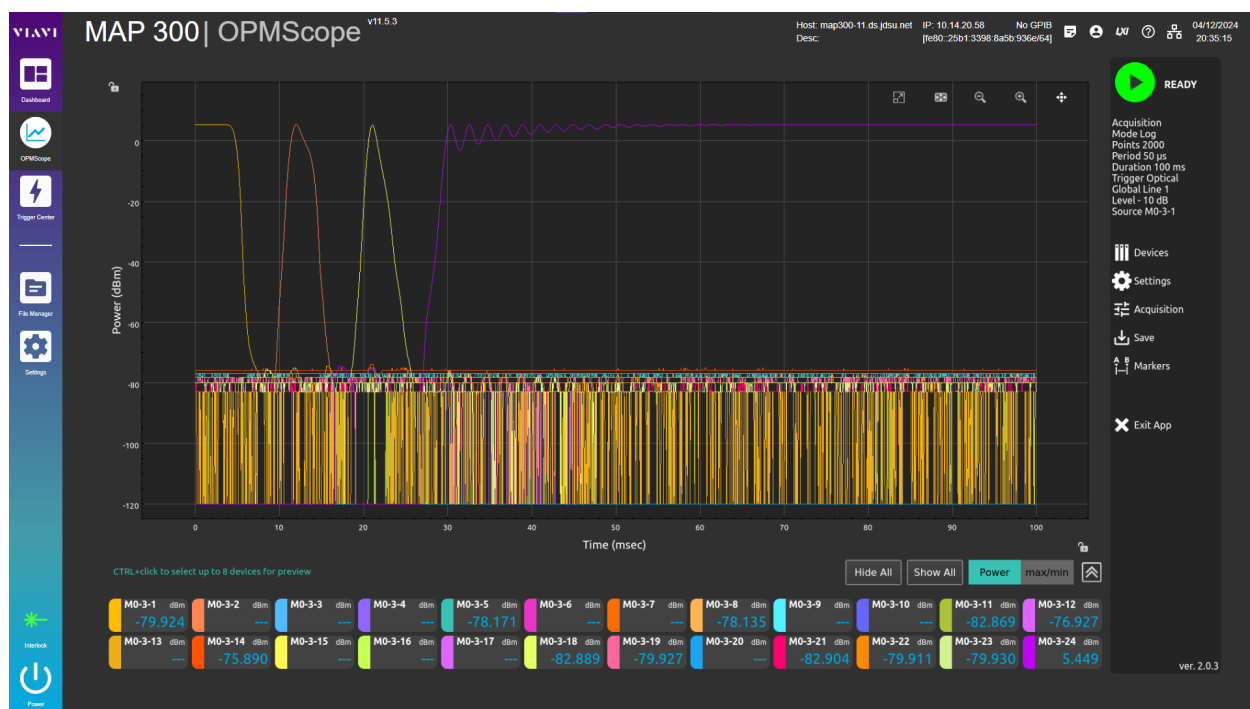 VIAVI
MAP 300| OPMScope v11.5.3
Host: map300-11.ds.jdsu.net IP: 10.14.20.58 No GPIB
Desc: [fe80::25b1:3398:8a5b:936e/64]
LXI
04/12/2024
20:35:15
Dashboard
OPMScope
Trigger Center
File Manager
Settings
Interlock
Power
0
-20
-40
-60
-80
-100
-120
Power (dBm)
0 10 20 30 40 50 60 70 80 90 100
Time (msec)
CTRL+click to select up to 8 devices for preview
Hide All Show All Power max/min
M0-3-1 dBm M0-3-2 dBm M0-3-3 dBm M0-3-4 dBm M0-3-5 dBm M0-3-6 dBm M0-3-7 dBm M0-3-8 dBm M0-3-9 dBm M0-3-10 dBm M0-3-11 dBm M0-3-12 dBm
-79.924 --- --- --- -78.171 --- --- -78.135 --- --- -82.869 -76.927
M0-3-13 dBm M0-3-14 dBm M0-3-15 dBm M0-3-16 dBm M0-3-17 dBm M0-3-18 dBm M0-3-19 dBm M0-3-20 dBm M0-3-21 dBm M0-3-22 dBm M0-3-23 dBm M0-3-24 dBm
--- -75.890 --- --- --- -82.889 -79.927 --- -82.904 -79.911 -79.930 5.449
READY
Acquisition
Mode Log
Points 2000
Period 50 µs
Duration 100 ms
Trigger Optical
Global Line 1
Level - 10 dB
Source M0-3-1
Devices
Settings
Acquisition
Save
A B
Markers
Exit App
ver. 2.0.3